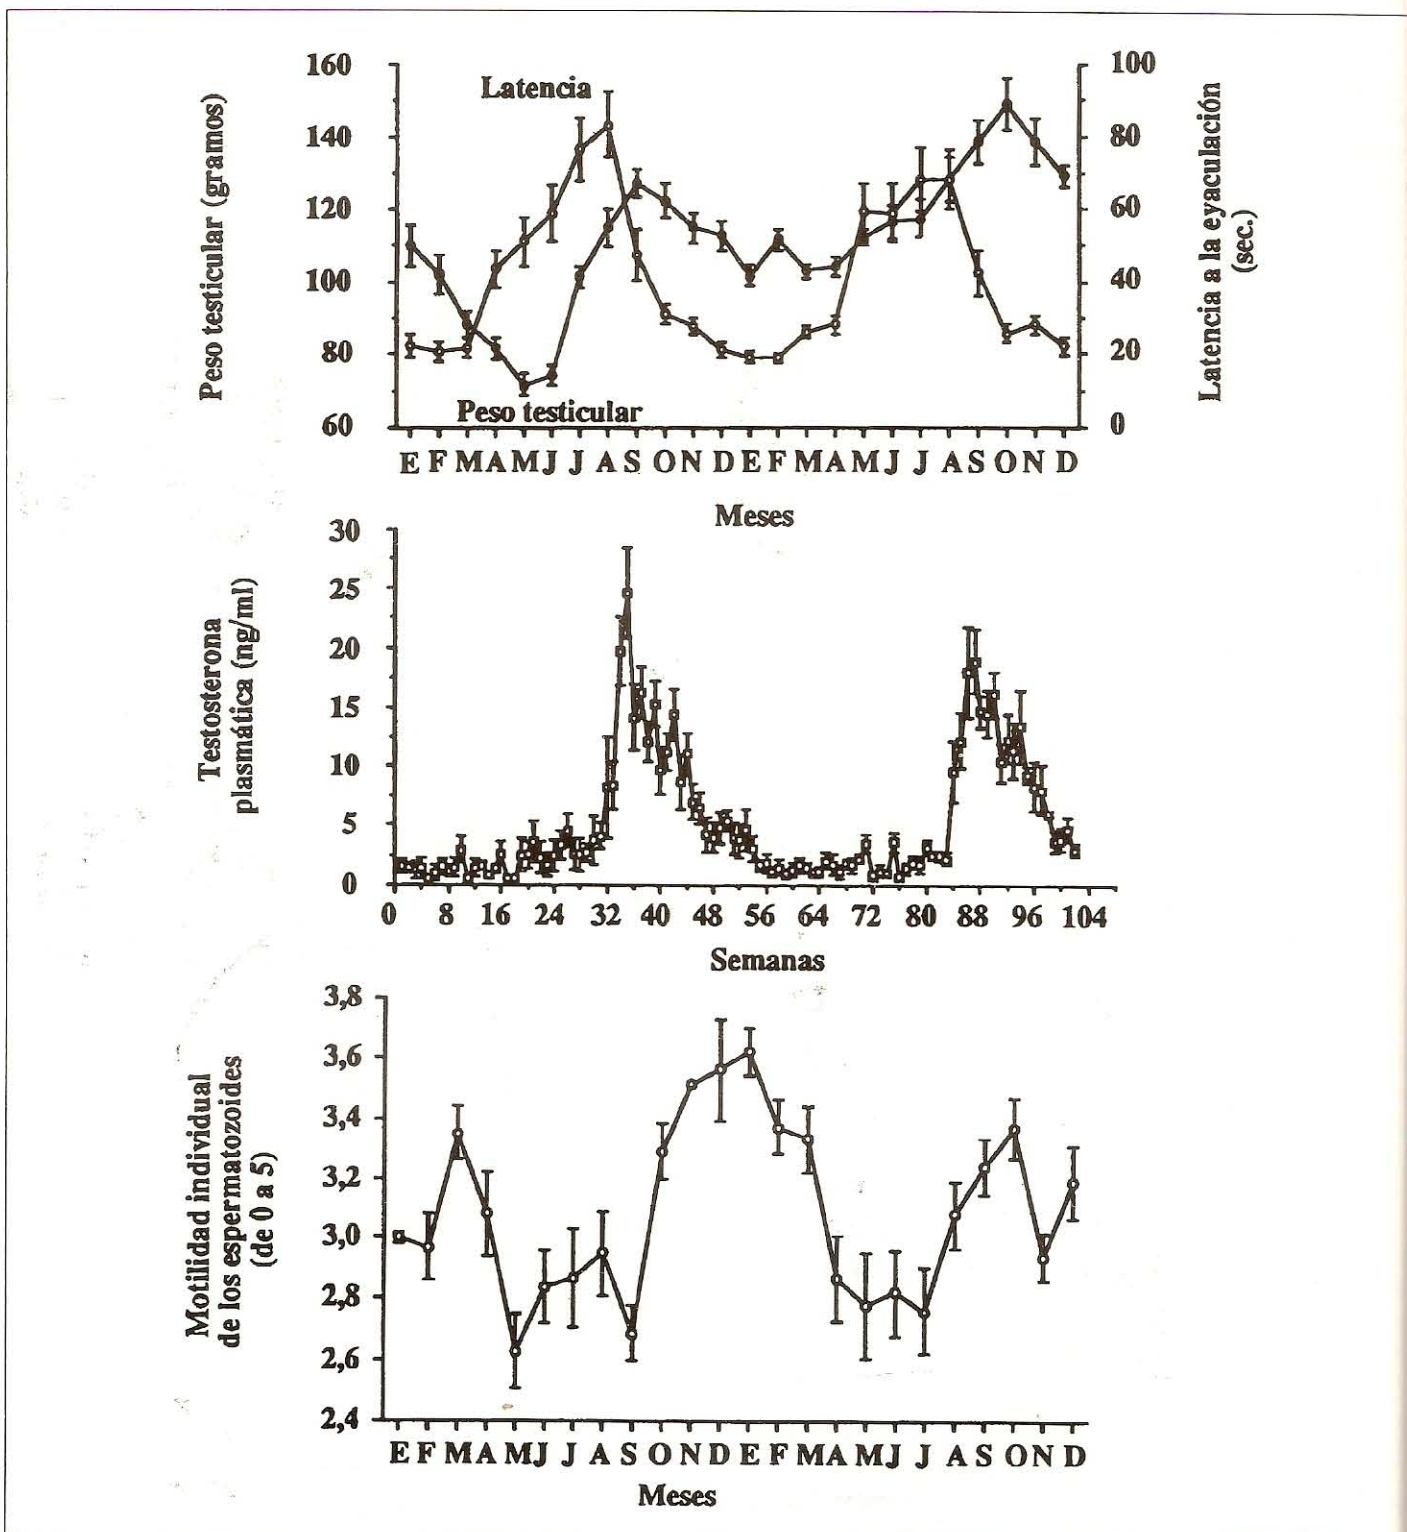 160
140
120
100
80
60
Peso testicular (gramos)
Latencia
Peso testicular
100
80
60
40
20
0
Latencia a la eyaculación
(sec.)
E F M A M J J A S O N D E F M A M J J A S O N D
Meses
30
25
20
15
10
5
0
Testosterona
plasmática (ng/ml)
0 8 16 24 32 40 48 56 64 72 80 88 96 104
Semanas
3,8
3,6
3,4
3,2
3,0
2,8
2,6
2,4
Motilidad individual
de los espermatozoides
(de 0 a 5)
E F M A M J J A S O N D E F M A M J J A S O N D
Meses